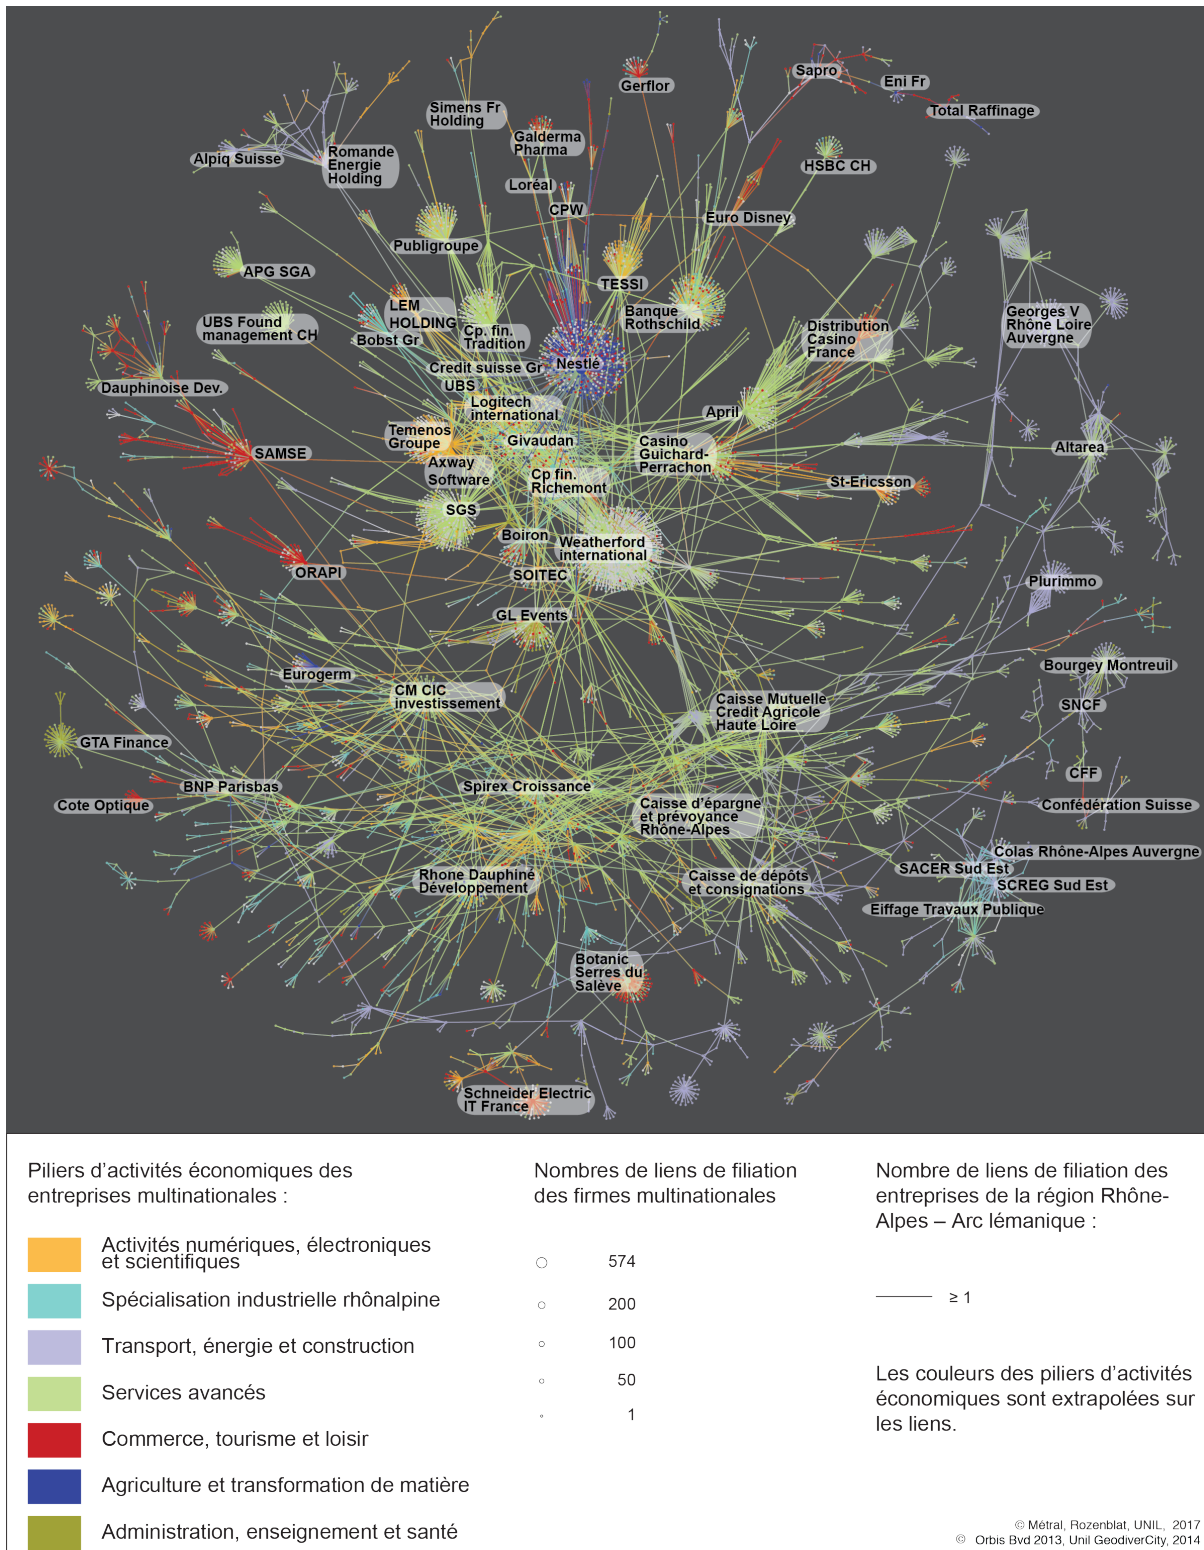 Gerflor
Sapro
Eni Fr
Total Raffinage
Simens Fr
Holding
Galderma
Pharma
Alpiq Suisse
Romande
Energie
Holding
HSBC CH
Loréal
CPW
Euro Disney
Publigroupe
APG SGA
TESSI
LEM
HOLDING
UBS Found
management CH
Bobst Gr
Cp. fin.
Tradition
Banque
Rothschild
Distribution
Casino
France
Georges V
Rhône Loire
Auvergne
Nestlé
Credit suisse Gr
UBS
Dauphinoise Dev.
Logitech
international
April
Temenos
Groupe
Givaudan
Casino
Guichard-
Perrachon
Altarea
SAMSE
Axway
Software
Cp fin.
Richemont
St-Ericsson
SGS
Boiron
Weatherford
international
ORAPI
SOITEC
Plurimmo
GL Events
Eurogerm
Bourgey Montreuil
CM CIC
investissement
Caisse Mutuelle
Credit Agricole
Haute Loire
SNCF
GTA Finance
CFF
BNP Parisbas
Spirex Croissance
Cote Optique
Caisse d'épargne
et prévoyance
Rhône-Alpes
Confédération Suisse
Colas Rhône-Alpes Auvergne
SACER Sud Est
Rhone Dauphiné
Développement
Caisse de dépôts
et consignations
SCREG Sud Est
Eiffage Travaux Publique
Botanic
Serres du
Salève
Schneider Electric
IT France
Piliers d'activités économiques des
entreprises multinationales :
Activités numériques, électroniques
et scientifiques
Spécialisation industrielle rhônalpine
Transport, énergie et construction
Services avancés
Commerce, tourisme et loisir
Agriculture et transformation de matière
Administration, enseignement et santé
Nombres de liens de filiation
des firmes multinationales
574
200
100
50
1
Nombre de liens de filiation des
entreprises de la région Rhône-
Alpes – Arc lémanique :
≥ 1
Les couleurs des piliers d'activités
économiques sont extrapolées sur
les liens.
© Métral, Rozenblat, UNIL, 2017
© Orbis Bvd 2013, Unil GeodiverCity, 2014